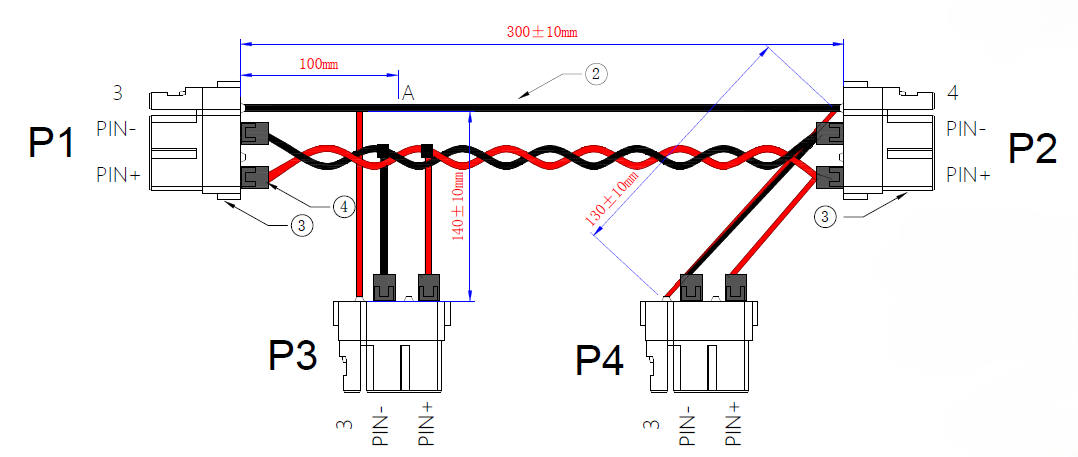 300±10mm
100mm
A
2
3
PIN-
PIN+
P1
4
PIN-
PIN+
P2
3
4
3
140±10mm
130±10mm
P3
P4
3
PIN-
PIN+
3
PIN-
PIN+